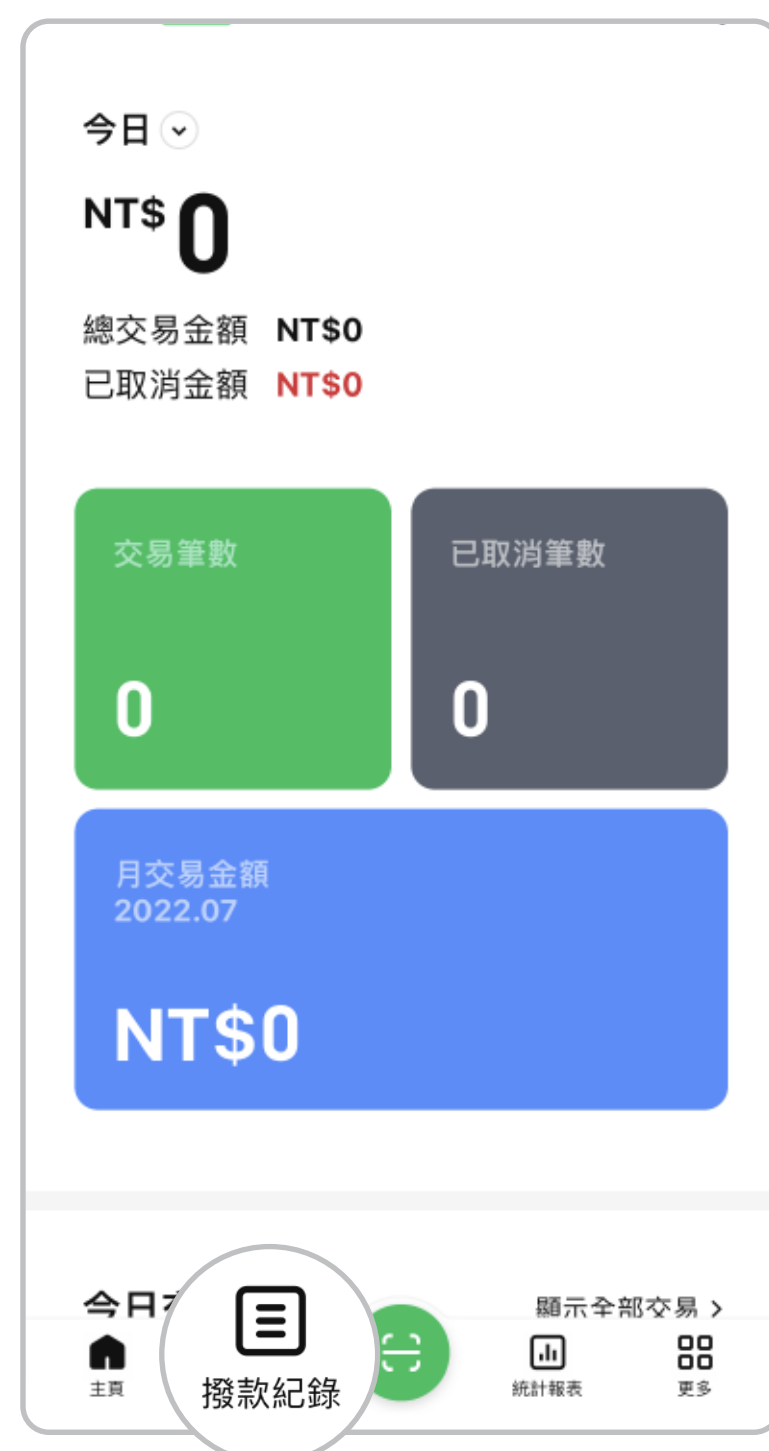 今日
NT$ 0
總交易金額 NT$0
已取消金額 NT$0
交易筆數
已取消筆數
0
0
月交易金額
2022.07
NT$0
今日
顯示全部交易 >
主頁
撥款紀錄
統計報表
更多